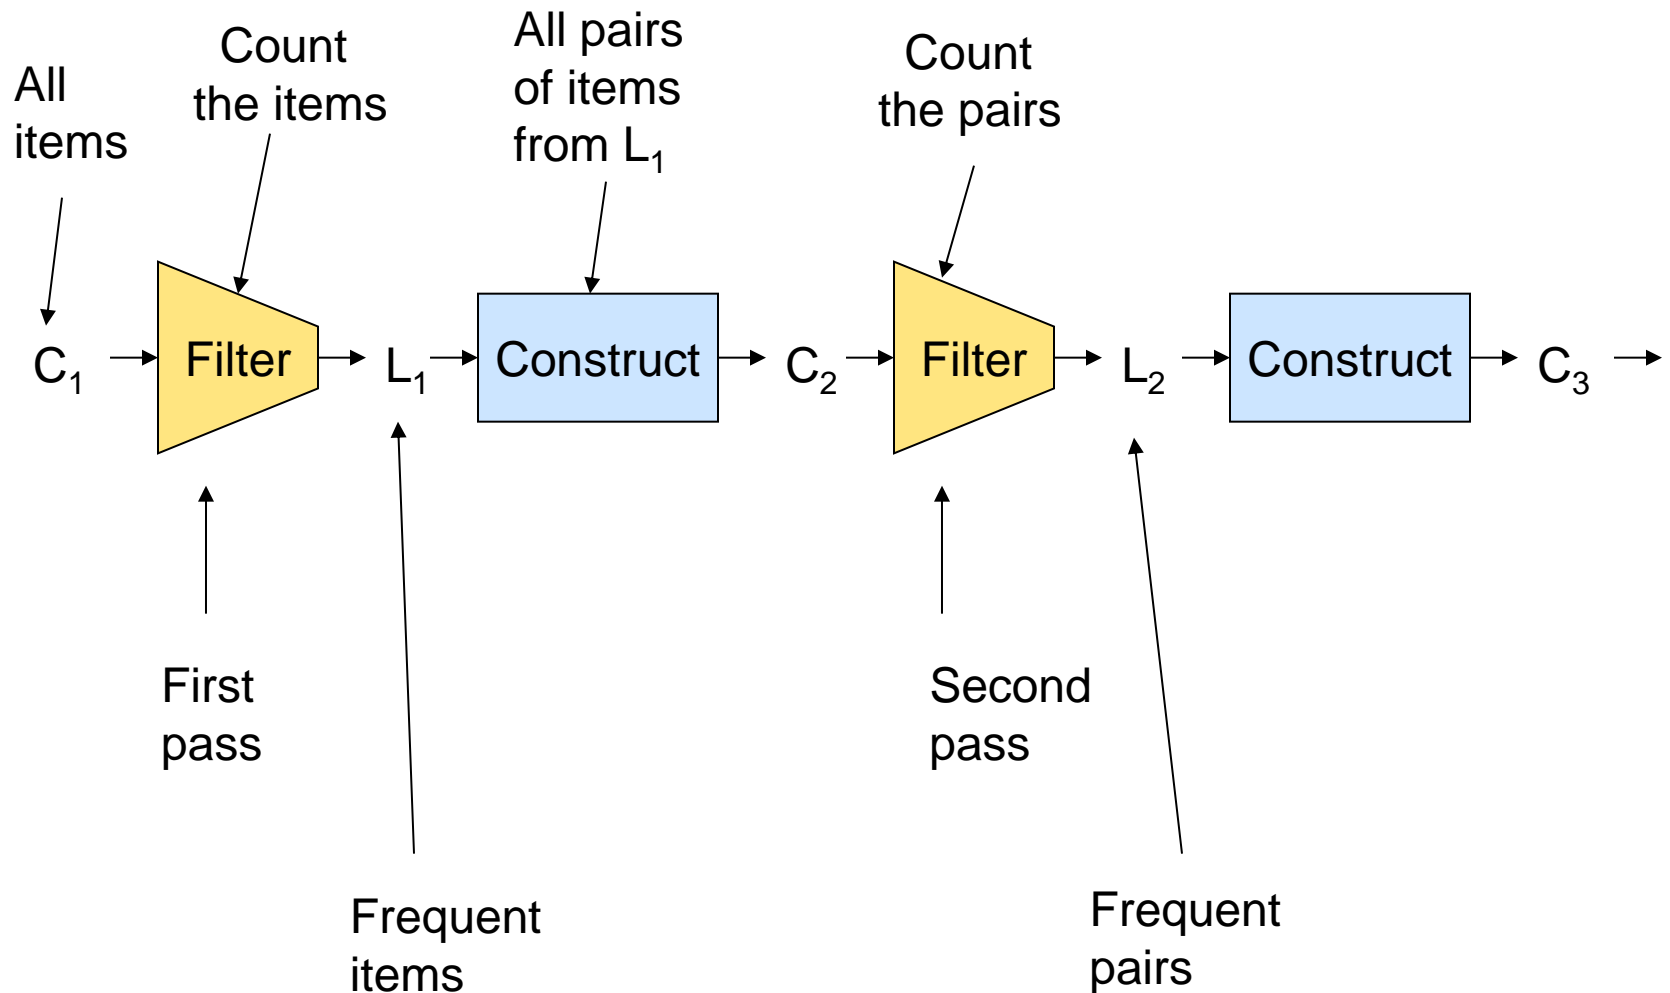 All
items
Count
the items
All pairs
of items
from L₁
Count
the pairs
C₁
Filter
L₁
Construct
C₂
Filter
L₂
Construct
C₃
First
pass
Second
pass
Frequent
items
Frequent
pairs